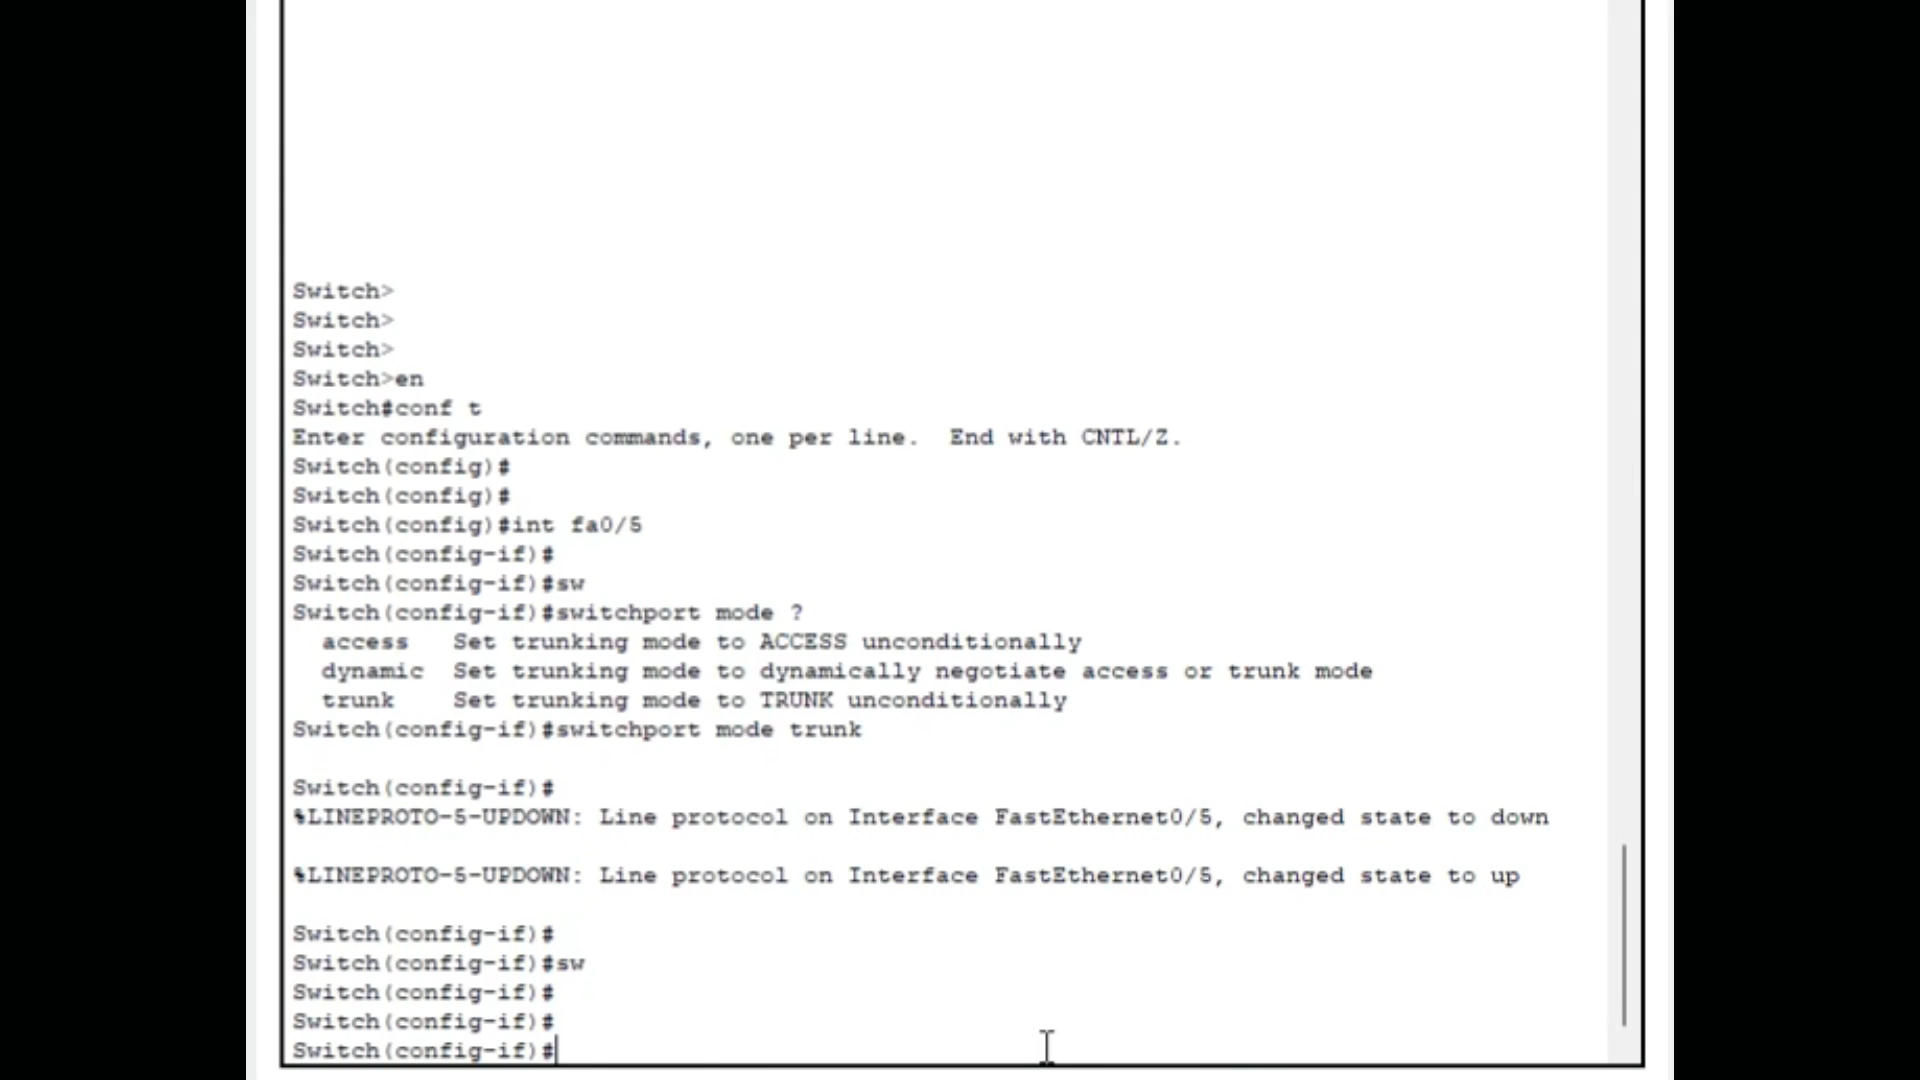 Switch>
Switch>
Switch>
Switch>en
Switch#conf t
Enter configuration commands, one per line.  End with CNTL/Z.
Switch(config)#
Switch(config)#
Switch(config)#int fa0/5
Switch(config-if)#
Switch(config-if)#sw
Switch(config-if)#switchport mode ?
  access   Set trunking mode to ACCESS unconditionally
  dynamic  Set trunking mode to dynamically negotiate access or trunk mode
  trunk    Set trunking mode to TRUNK unconditionally
Switch(config-if)#switchport mode trunk
Switch(config-if)#
%LINEPROTO-5-UPDOWN: Line protocol on Interface FastEthernet0/5, changed state to down
%LINEPROTO-5-UPDOWN: Line protocol on Interface FastEthernet0/5, changed state to up
Switch(config-if)#
Switch(config-if)#sw
Switch(config-if)#
Switch(config-if)#
Switch(config-if)#